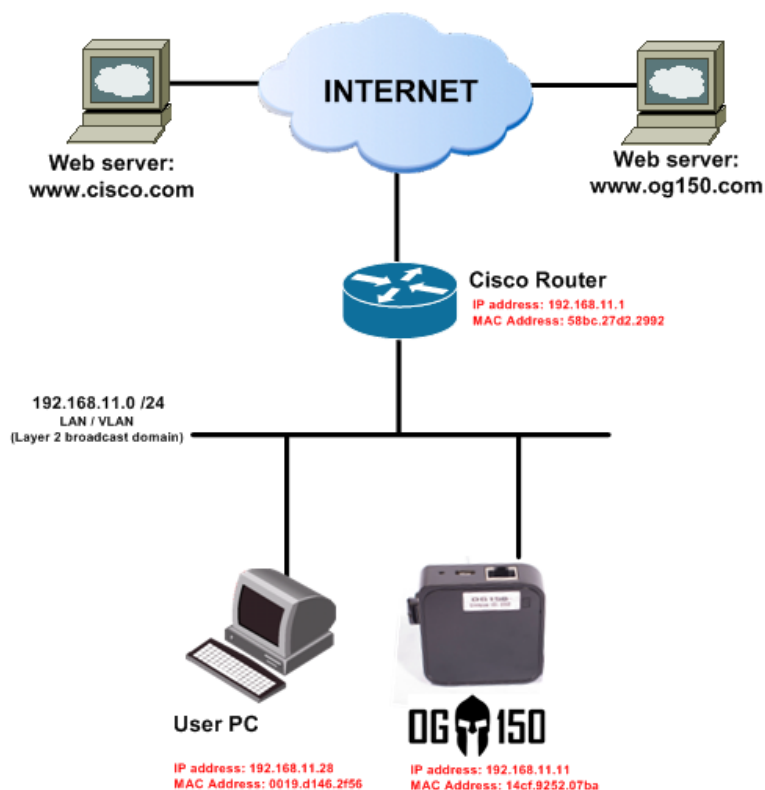 INTERNET
Web server:
www.cisco.com
Web server:
www.og150.com
Cisco Router
IP address: 192.168.11.1
MAC Address: 58bc.27d2.2992
192.168.11.0 /24
LAN / VLAN
(Layer 2 broadcast domain)
OG150
User PC
OG 150
IP address: 192.168.11.28
MAC Address: 0019.d146.2f56
IP address: 192.168.11.11
MAC Address: 14cf.9252.07ba